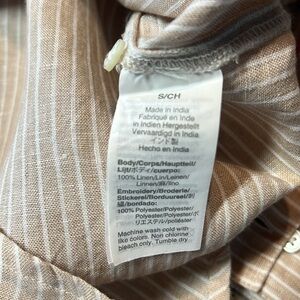 S/CH
Made in India
Fabriqué en Inde
In Indien Hergestellt
Vervaardigd in India
インド製
Hecho en India
Body/Corps/Hauptteil/
Lijf/ボディ/cuerpo:
100% Linen/Lin/Leinen/
Linnen/麻/lino
Embroidery/Broderie/
Stickerei/Borduursel/刺
繍/bordado:
100% Polyester/Polyester/
Polyester/Polyester/ポ
リエステル/poliéster
Machine wash cold with
like colors. Non chlorine
bleach only. Tumble dry